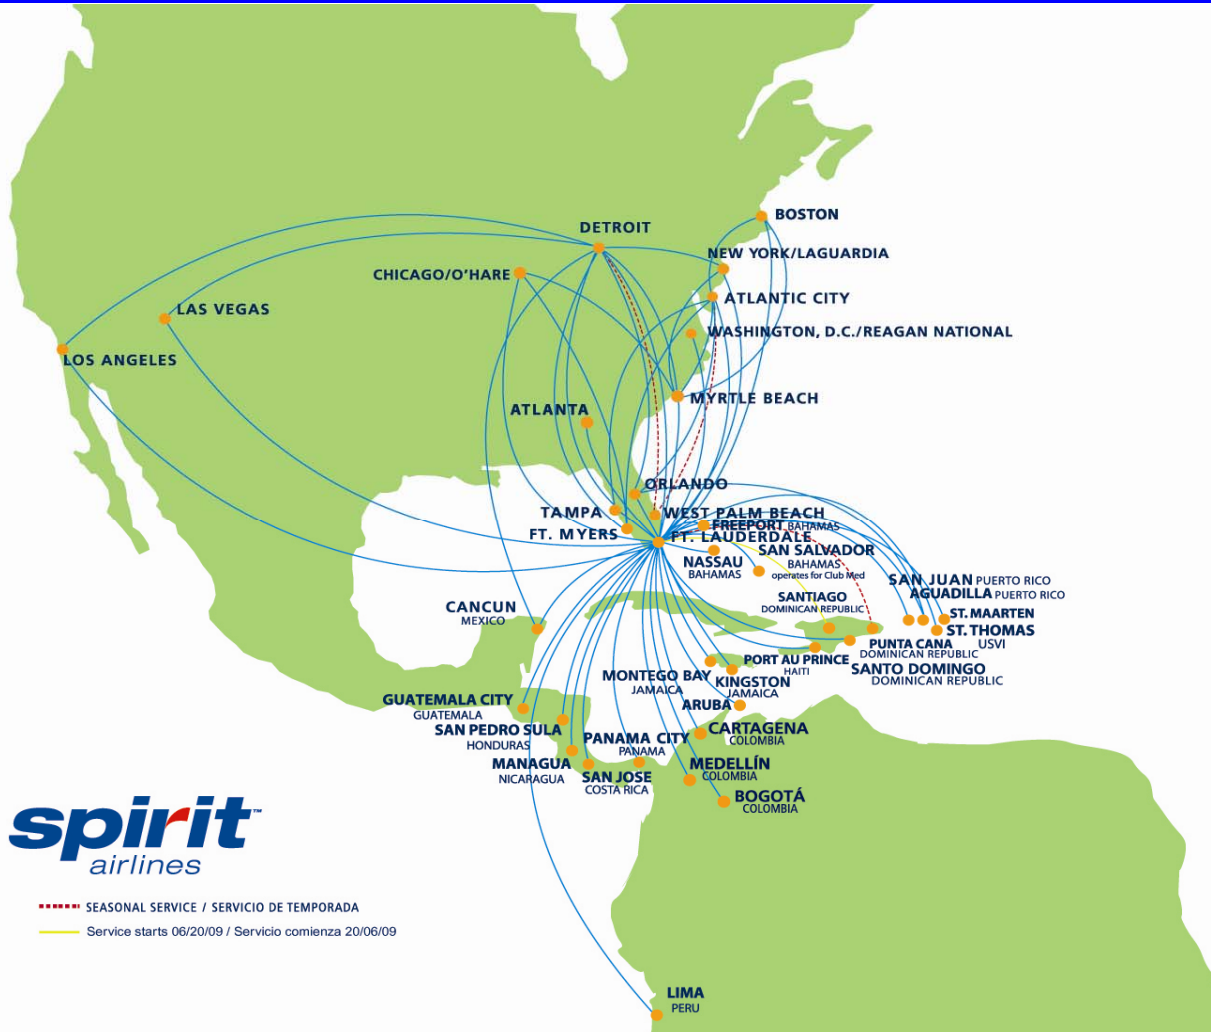 BOSTON
DETROIT
NEW YORK/LAGUARDIA
CHICAGO/O'HARE
ATLANTIC CITY
LAS VEGAS
WASHINGTON, D.C./REAGAN NATIONAL
LOS ANGELES
MYRTLE BEACH
ATLANTA
ORLANDO
TAMPA
WEST PALM BEACH
FREEPORT BAHAMAS
FT. MYERS
FT. LAUDERDALE
SAN SALVADOR
BAHAMAS
operates for Club Med
NASSAU
BAHAMAS
SAN JUAN PUERTO RICO
AGUADILLA PUERTO RICO
SANTIAGO
DOMINICAN REPUBLIC
CANCUN
MEXICO
ST. MAARTEN
ST. THOMAS
USVI
PUNTA CANA
DOMINICAN REPUBLIC
PORT AU PRINCE
HAITI
SANTO DOMINGO
DOMINICAN REPUBLIC
MONTEGO BAY
JAMAICA
KINGSTON
JAMAICA
GUATEMALA CITY
GUATEMALA
ARUBA
SAN PEDRO SULA
HONDURAS
CARTAGENA
COLOMBIA
PANAMA CITY
PANAMA
MANAGUA
NICARAGUA
SAN JOSE
COSTA RICA
MEDELLÍN
COLOMBIA
BOGOTÁ
COLOMBIA
spirit™
airlines
SEASONAL SERVICE / SERVICIO DE TEMPORADA
Service starts 06/20/09 / Servicio comienza 20/06/09
LIMA
PERU